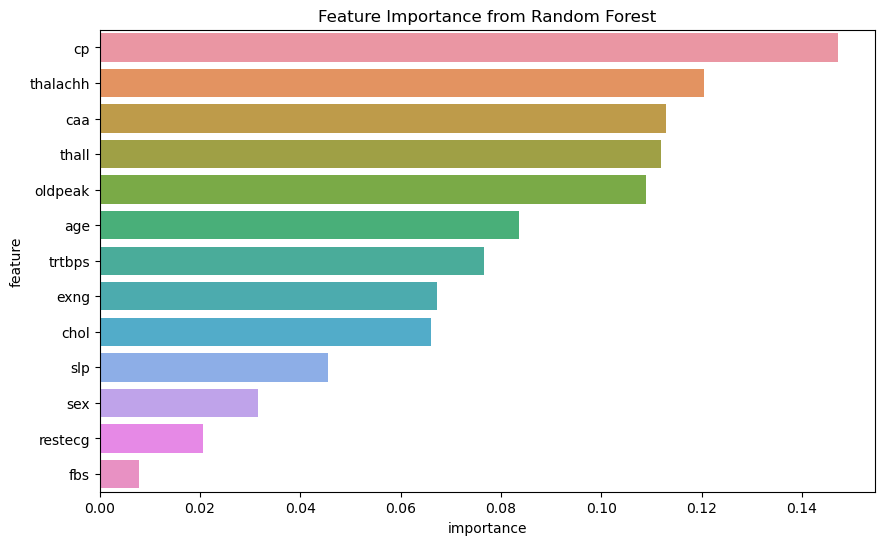 Feature Importance from Random Forest
cp
thalachh
caa
thall
oldpeak
age
trtbps
exng
chol
slp
sex
restecg
fbs
feature
0.00 0.02 0.04 0.06 0.08 0.10 0.12 0.14
importance